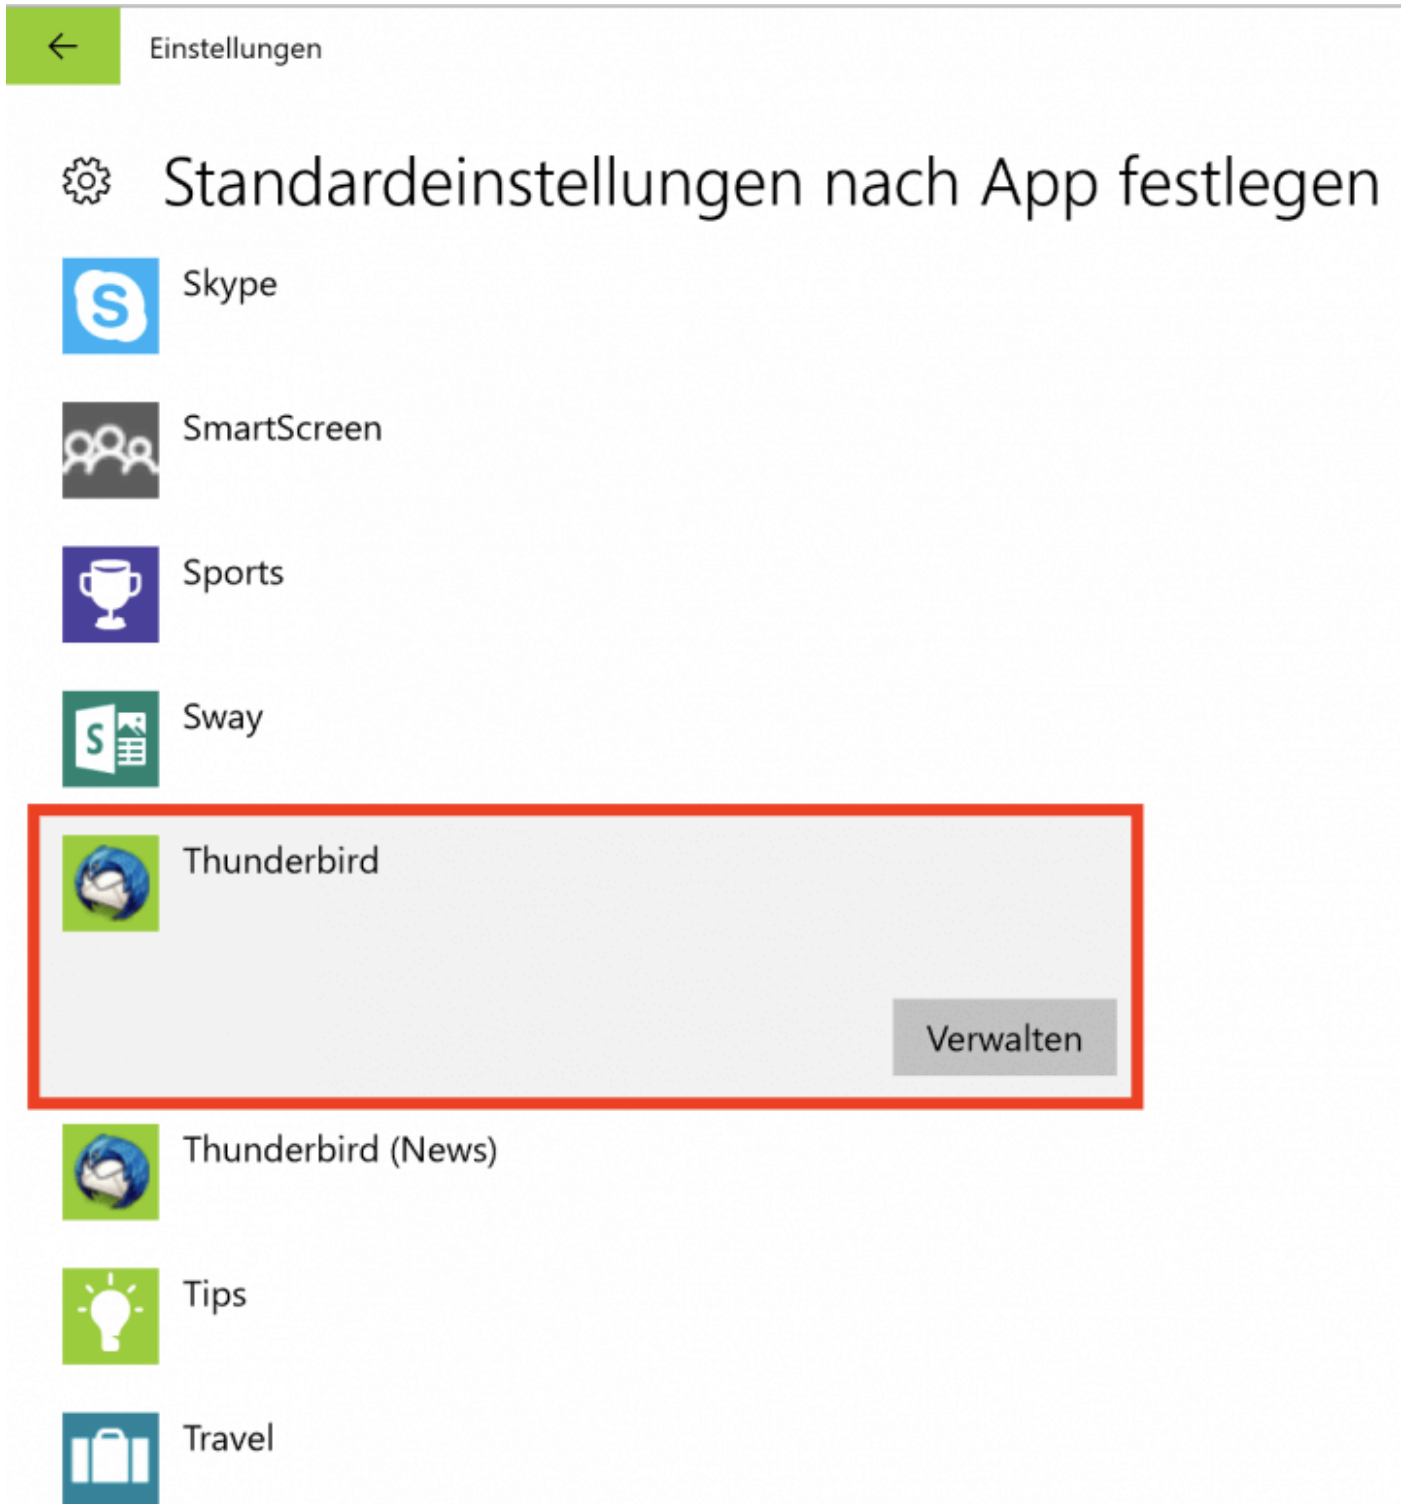 Einstellungen
Standardeinstellungen nach App festlegen
Skype
SmartScreen
Sports
Sway
Thunderbird
Verwalten
Thunderbird (News)
Tips
Travel